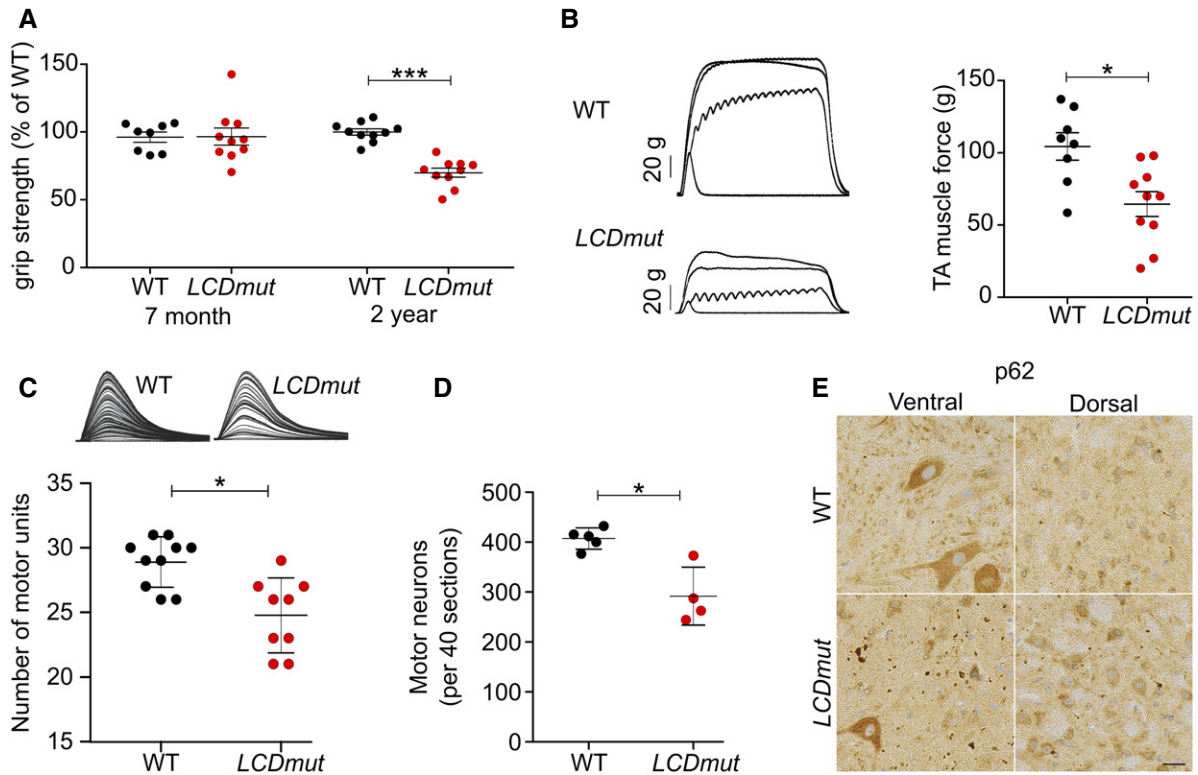 A
grip strength (% of WT)
150
100
50
0
***
WT LCDmut WT LCDmut
7 month 2 year
B
WT
20 g
LCDmut
20 g
TA muscle force (g)
150
100
50
0
*
WT LCDmut
C
WT LCDmut
Number of motor units
35
30
25
20
15
*
WT LCDmut
D
Motor neurons
(per 40 sections)
500
400
300
200
100
0
*
WT LCDmut
E
p62
Ventral Dorsal
WT
LCDmut